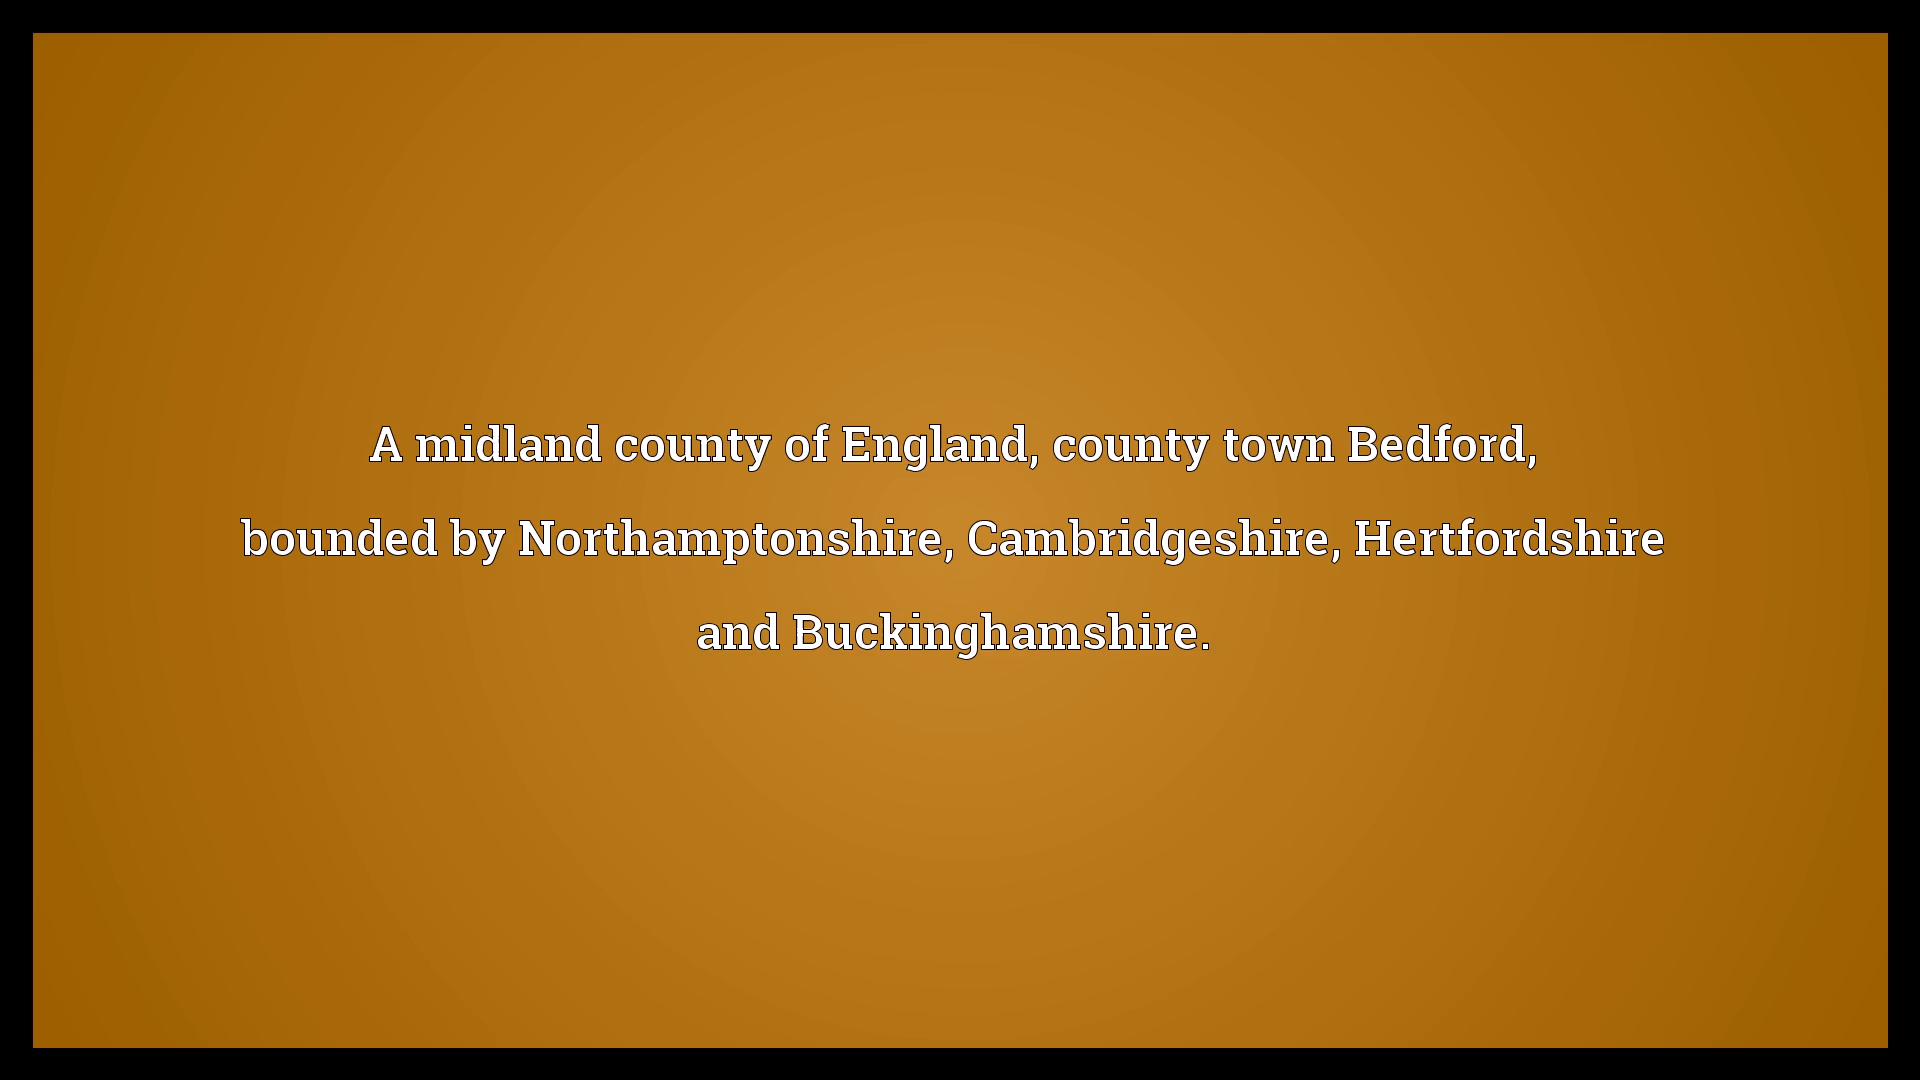 A midland county of England, county town Bedford,
bounded by Northamptonshire, Cambridgeshire, Hertfordshire
and Buckinghamshire.